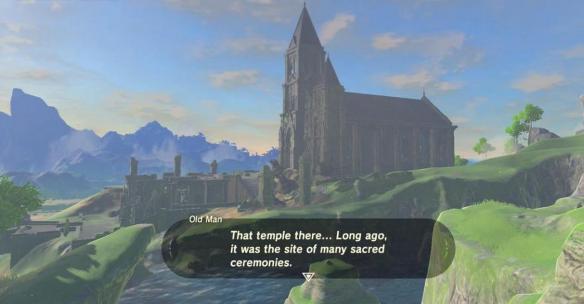 Old Man
That temple there... Long ago,
it was the site of many sacred
ceremonies.